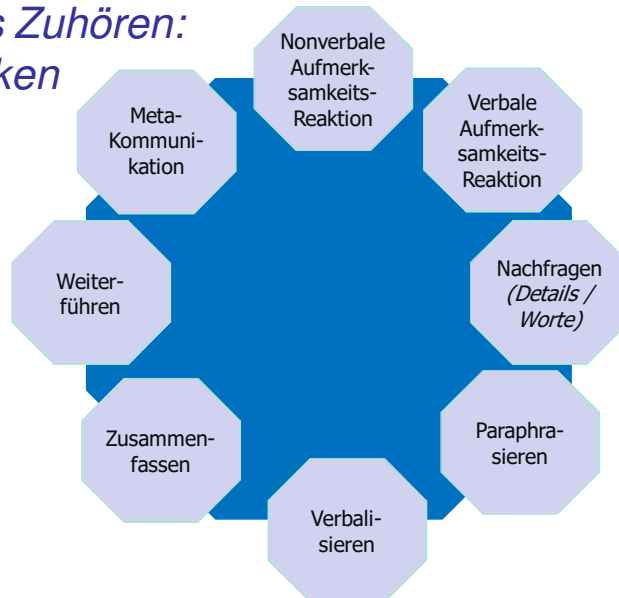 s Zuhören:
ken
Nonverbale
Aufmerk-
samkeits-
Reaktion
Verbale
Aufmerk-
samkeits-
Reaktion
Nachfragen
(Details /
Worte)
Paraphra-
sieren
Verbali-
sieren
Zusammen-
fassen
Weiter-
führen
Meta-
Kommuni-
kation